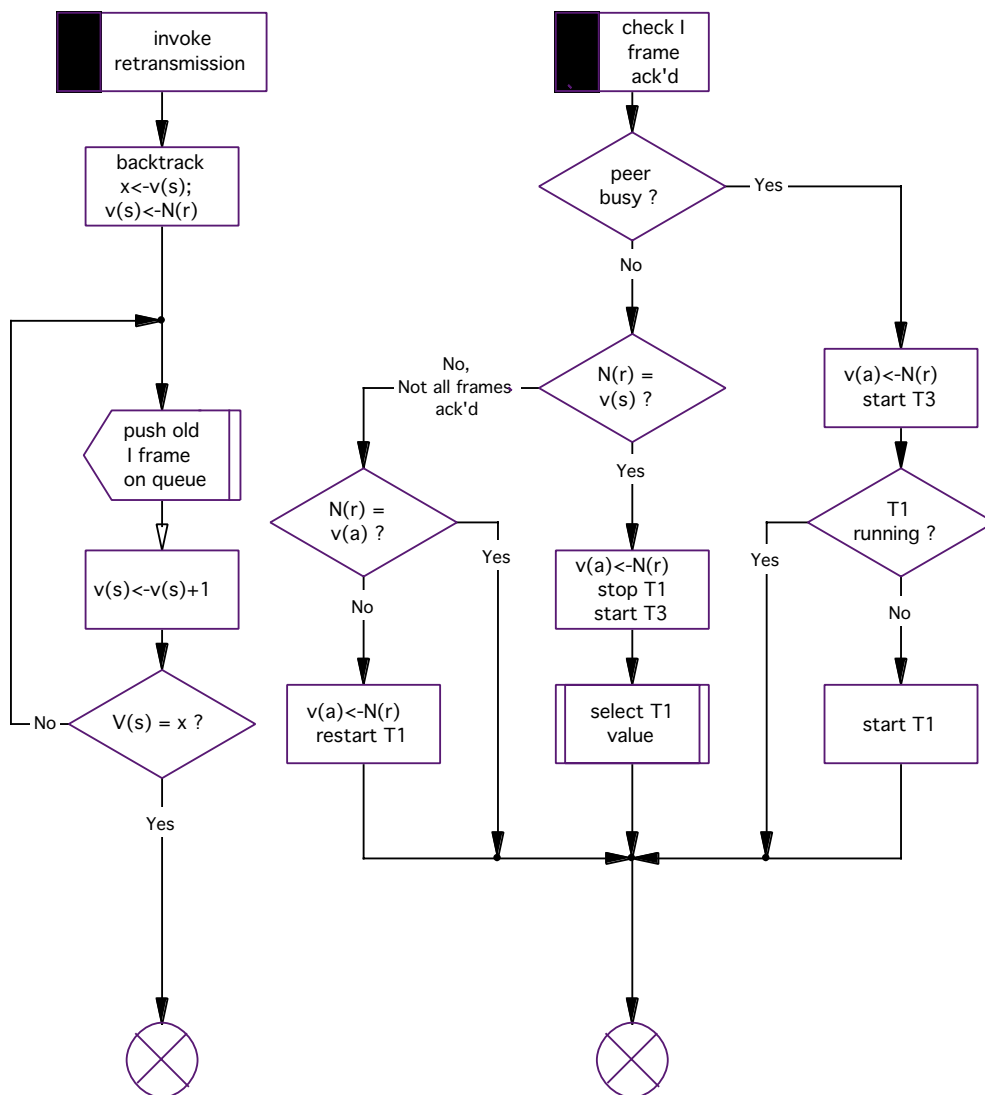 invoke
retransmission
backtrack
x<-v(s);
v(s)<-N(r)
push old
I frame
on queue
v(s)<-v(s)+1
V(s) = x ?
No
Yes
check I
frame
ack'd
peer
busy ?
Yes
No
N(r) =
v(s) ?
No,
Not all frames
ack'd
Yes
N(r) =
v(a) ?
Yes
No
v(a)<-N(r)
restart T1
v(a)<-N(r)
stop T1
start T3
select T1
value
v(a)<-N(r)
start T3
T1
running ?
Yes
No
start T1